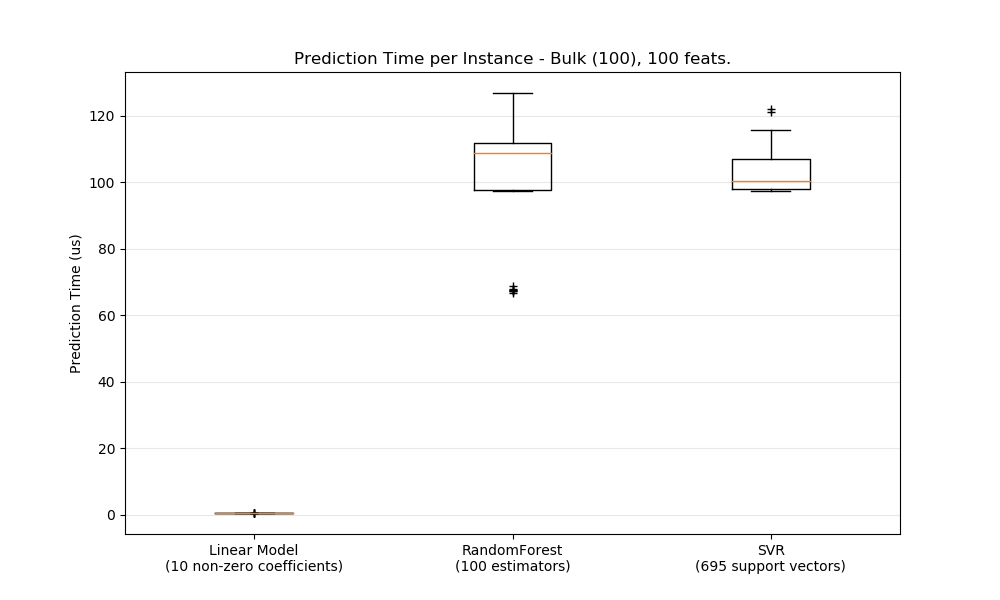 Prediction Time per Instance - Bulk (100), 100 feats.
Prediction Time (us)
120
100
80
60
40
20
0
Linear Model
(10 non-zero coefficients)
RandomForest
(100 estimators)
SVR
(695 support vectors)